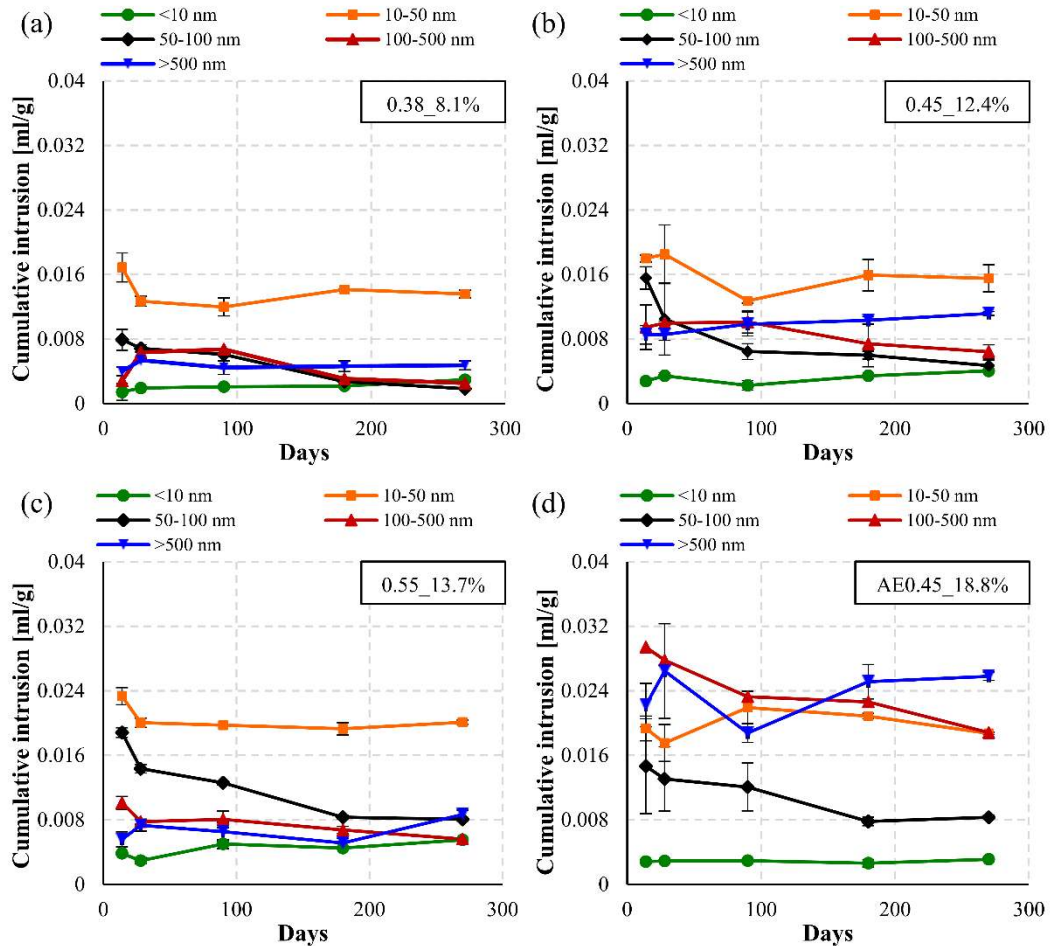 (a)
<10 nm 10-50 nm
50-100 nm 100-500 nm
>500 nm
0.04
0.032
0.024
0.016
0.008
0
Cumulative intrusion [ml/g]
0.38_8.1%
0 100 200 300
Days
(b)
<10 nm 10-50 nm
50-100 nm 100-500 nm
>500 nm
0.04
0.032
0.024
0.016
0.008
0
Cumulative intrusion [ml/g]
0.45_12.4%
0 100 200 300
Days
(c)
<10 nm 10-50 nm
50-100 nm 100-500 nm
>500 nm
0.04
0.032
0.024
0.016
0.008
0
Cumulative intrusion [ml/g]
0.55_13.7%
0 100 200 300
Days
(d)
<10 nm 10-50 nm
50-100 nm 100-500 nm
>500 nm
0.04
0.032
0.024
0.016
0.008
0
Cumulative intrusion [ml/g]
AE0.45_18.8%
0 100 200 300
Days